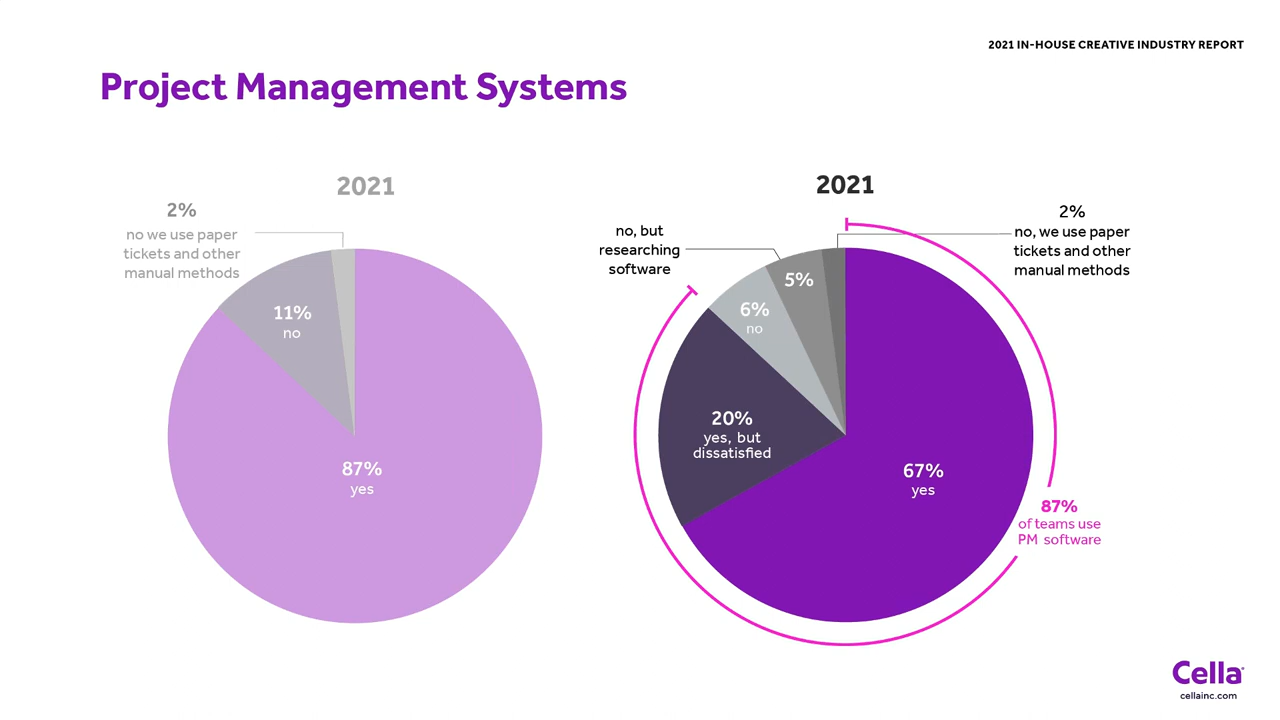 2021 IN-HOUSE CREATIVE INDUSTRY REPORT
Project Management Systems
2021
2%
no we use paper
tickets and other
manual methods
11%
no
87%
yes
2021
no, but
researching
software
5%
6%
no
20%
yes, but
dissatisfied
67%
yes
2%
no, we use paper
tickets and other
manual methods
87%
of teams use
PM software
Cella
cellainc.com